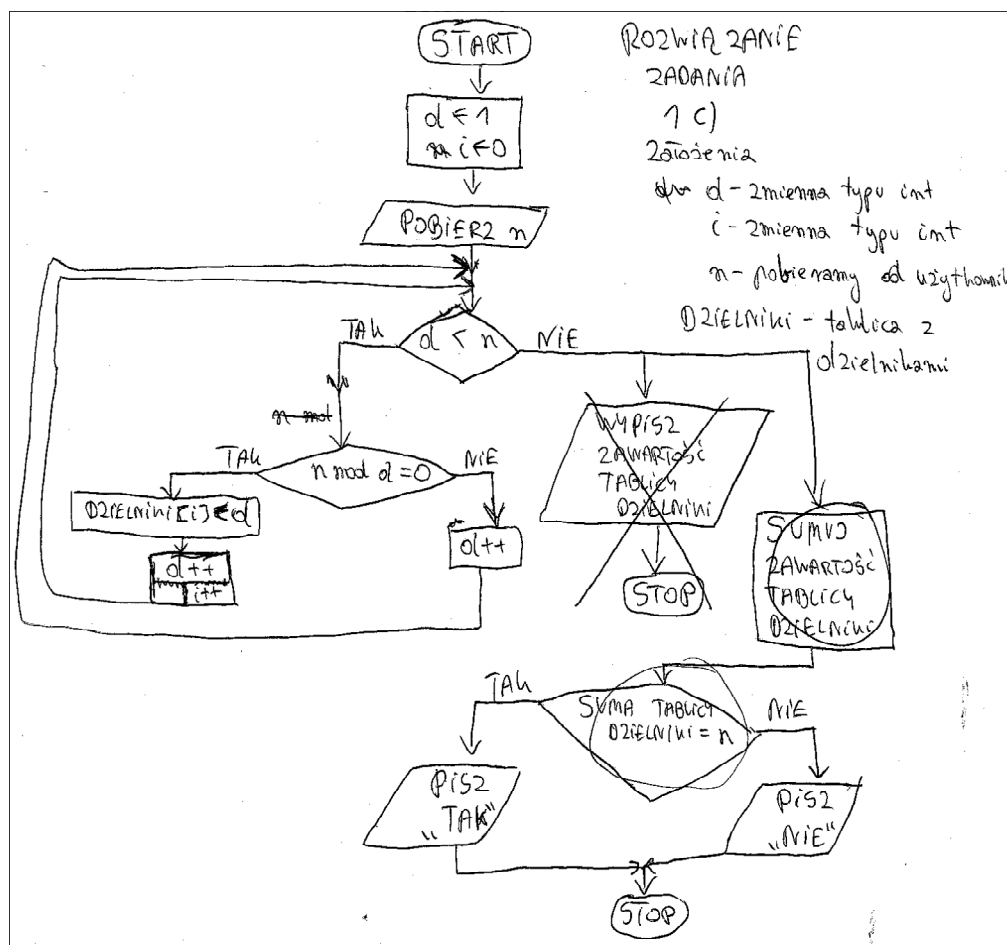 START
ROZWIĄZANIE
ZADANIA
1 C)
Założenia
d - zmienna typu int
i - zmienna typu int
n - pobieramy od użytkownik
DZIELNIKI - tablica z
dzielnikami
d ← 1
i ← 0
POBIERZ n
TAK
d < n
NIE
n mod
TAK
n mod d = 0
NIE
DZIELNIKI [i] ← d
d++
i++
d++
WYPISZ
ZAWARTOŚĆ
TABLICY
DZIELNIKI
STOP
SUMUJ
ZAWARTOŚĆ
TABLICY
DZIELNIKI
TAK
SUMA TABLICY
DZIELNIKI = n
NIE
PISZ
„TAK"
PISZ
„NIE"
STOP